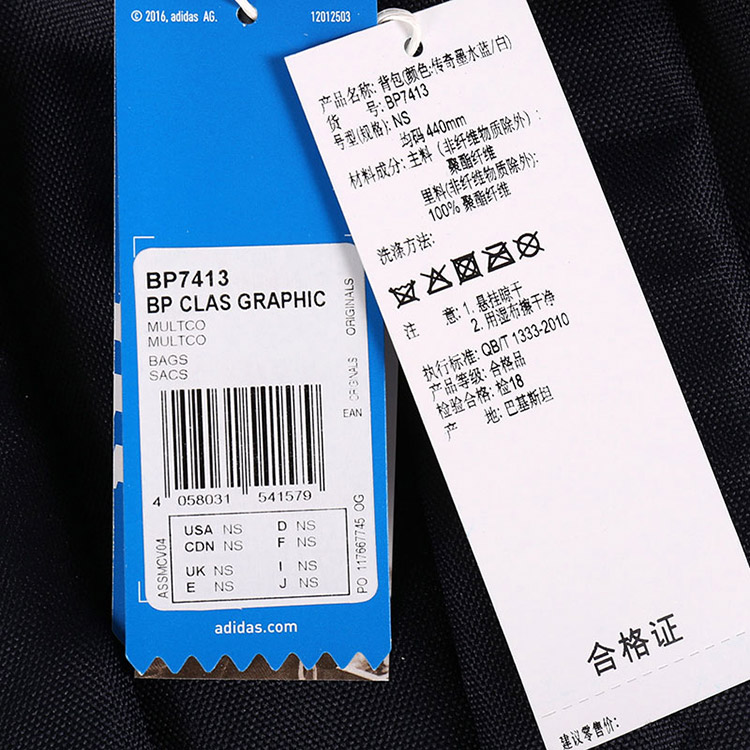 © 2016, adidas AG. 12012503
BP7413
BP CLAS GRAPHIC
MULTCO
MULTCO
BAGS
SACS
ORIGINALS
ORIGINALS
EAN
4 058031 541579
ASSMCV04
USA NS D NS
CDN NS F NS
UK NS I NS
E NS J NS
PO 117667745 OG
adidas.com
产品名称: 背包(颜色:传奇墨水蓝/白)
货 号: BP7413
号型(规格): NS
均码 440mm
材料成分: 主料（非纤维物质除外）:
聚酯纤维
里料(非纤维物质除外):
100% 聚酯纤维
洗涤方法:
注 意: 1. 悬挂晾干
2. 用湿布擦干净
执行标准: QB/T 1333-2010
产品等级: 合格品
检验合格: 检18
产 地: 巴基斯坦
合格证
建议零售价: